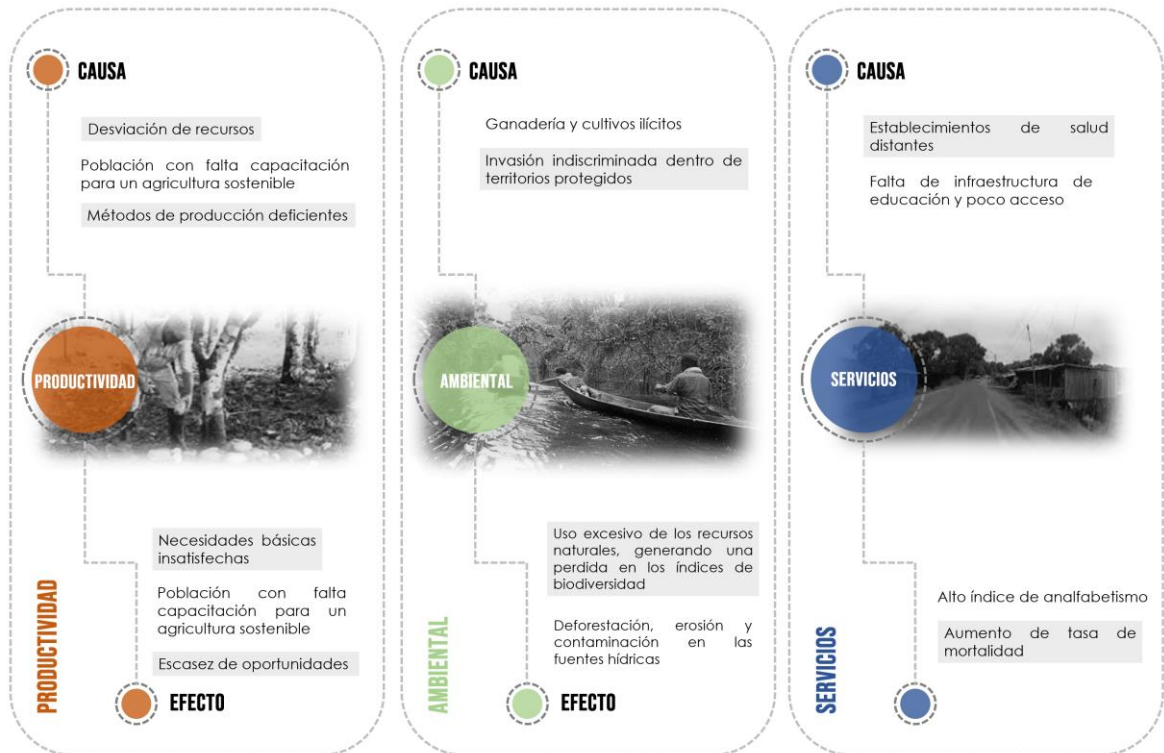 CAUSA
Desviación de recursos
Población con falta capacitación
para un agricultura sostenible
Métodos de producción deficientes
PRODUCTIVIDAD
Necesidades básicas
insatisfechas
Población con falta
capacitación para un
agricultura sostenible
Escasez de oportunidades
PRODUCTIVIDAD
EFECTO
CAUSA
Ganadería y cultivos ilícitos
Invasión indiscriminada dentro de
territorios protegidos
AMBIENTAL
Uso excesivo de los recursos
naturales, generando una
perdida en los índices de
biodiversidad
Deforestación, erosión y
contaminación en las
fuentes hídricas
AMBIENTAL
EFECTO
CAUSA
Establecimientos de salud
distantes
Falta de infraestructura de
educación y poco acceso
SERVICIOS
Alto índice de analfabetismo
Aumento de tasa de
mortalidad
SERVICIOS